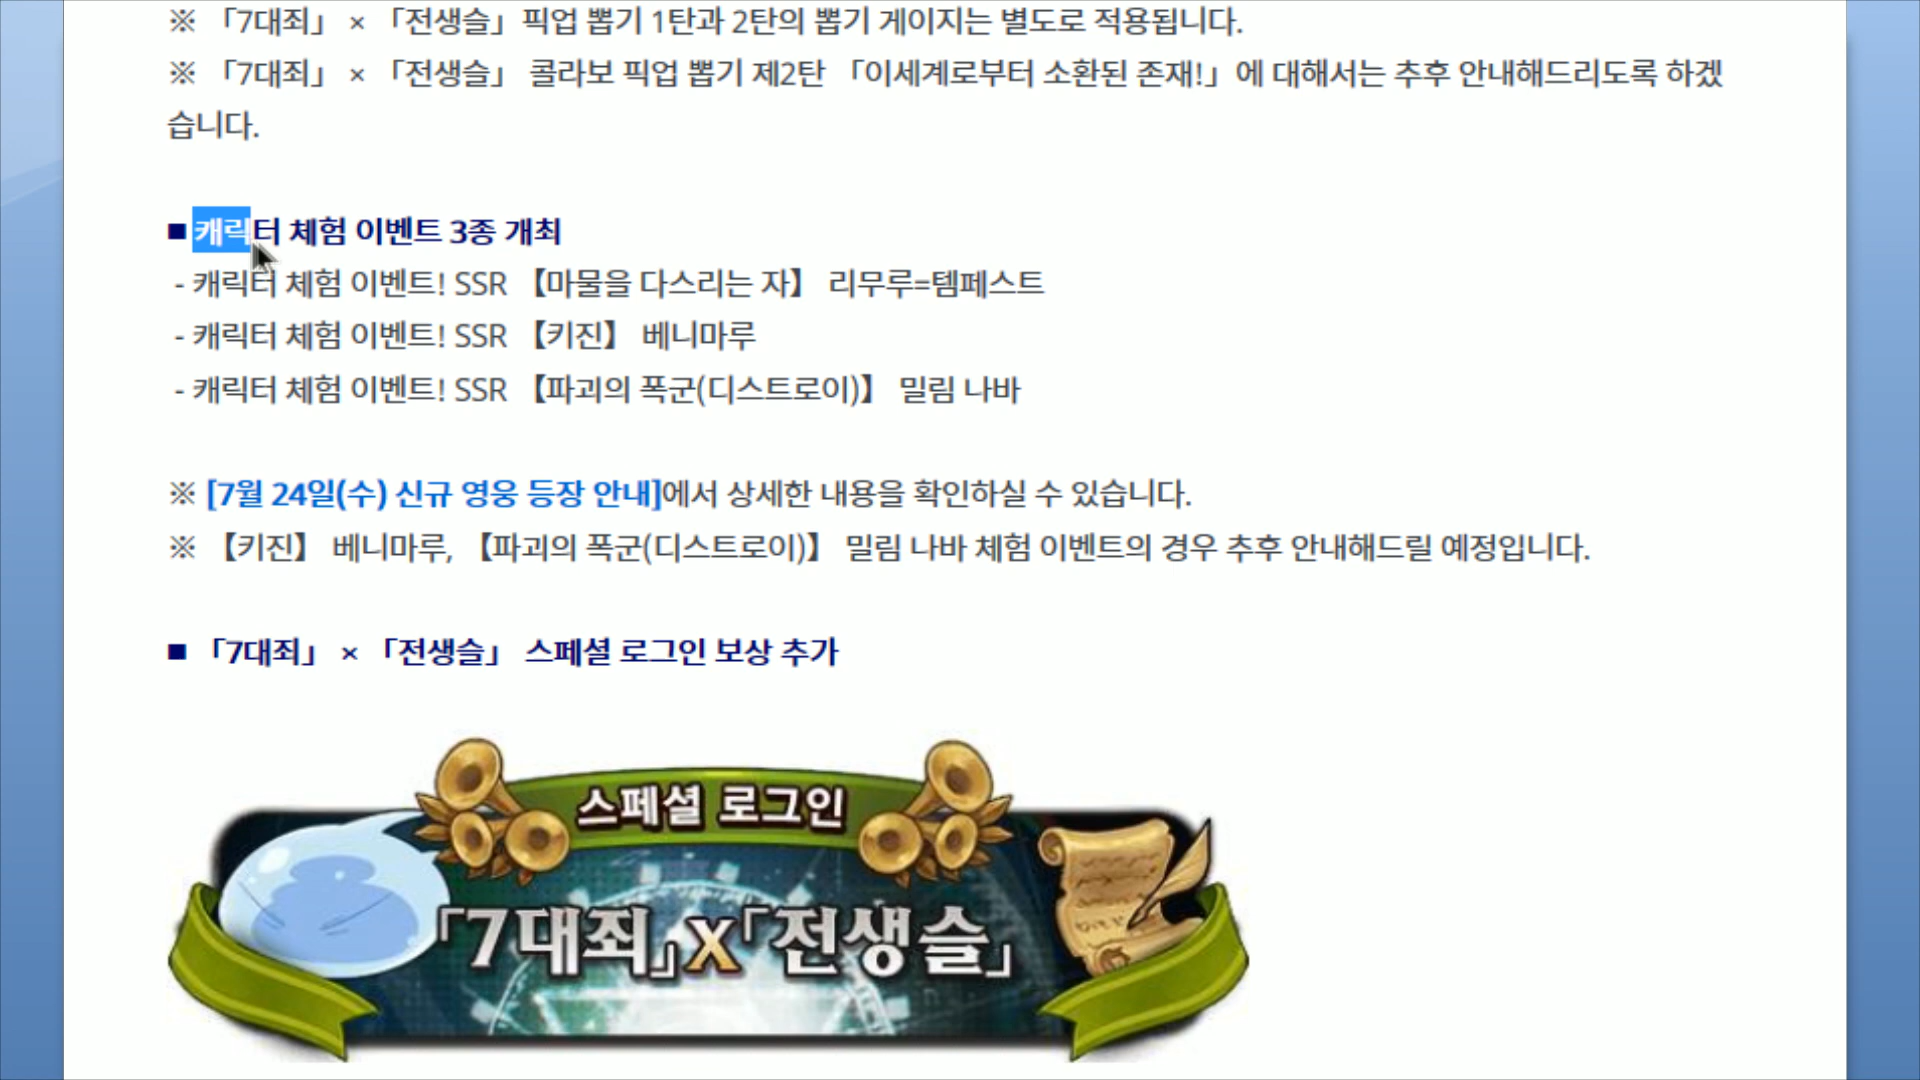 ※ 「7대죄」 × 「전생슬」픽업 뽑기 1탄과 2탄의 뽑기 게이지는 별도로 적용됩니다.
※ 「7대죄」 × 「전생슬」 콜라보 픽업 뽑기 제2탄 「이세계로부터 소환된 존재!」에 대해서는 추후 안내해드리도록 하겠
습니다.
■ 캐릭터 체험 이벤트 3종 개최
- 캐릭터 체험 이벤트! SSR 【마물을 다스리는 자】 리무루=템페스트
- 캐릭터 체험 이벤트! SSR 【키진】 베니마루
- 캐릭터 체험 이벤트! SSR 【파괴의 폭군(디스트로이)】 밀림 나바
※ [7월 24일(수) 신규 영웅 등장 안내]에서 상세한 내용을 확인하실 수 있습니다.
※ 【키진】 베니마루, 【파괴의 폭군(디스트로이)】 밀림 나바 체험 이벤트의 경우 추후 안내해드릴 예정입니다.
■ 「7대죄」 × 「전생슬」 스페셜 로그인 보상 추가
스페셜 로그인
「7대죄」x「전생슬」